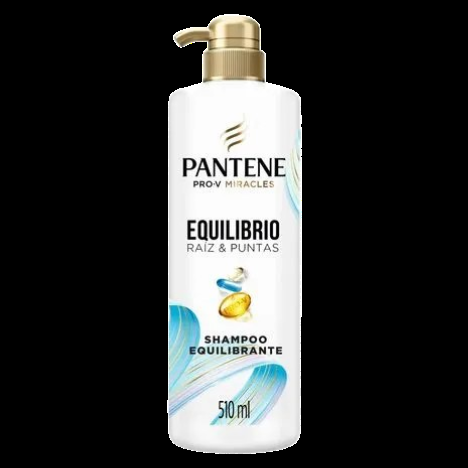 PANTENE
PRO-V MIRACLES
EQUILIBRIO
RAÍZ & PUNTAS
SHAMPOO
EQUILIBRANTE
510 ml